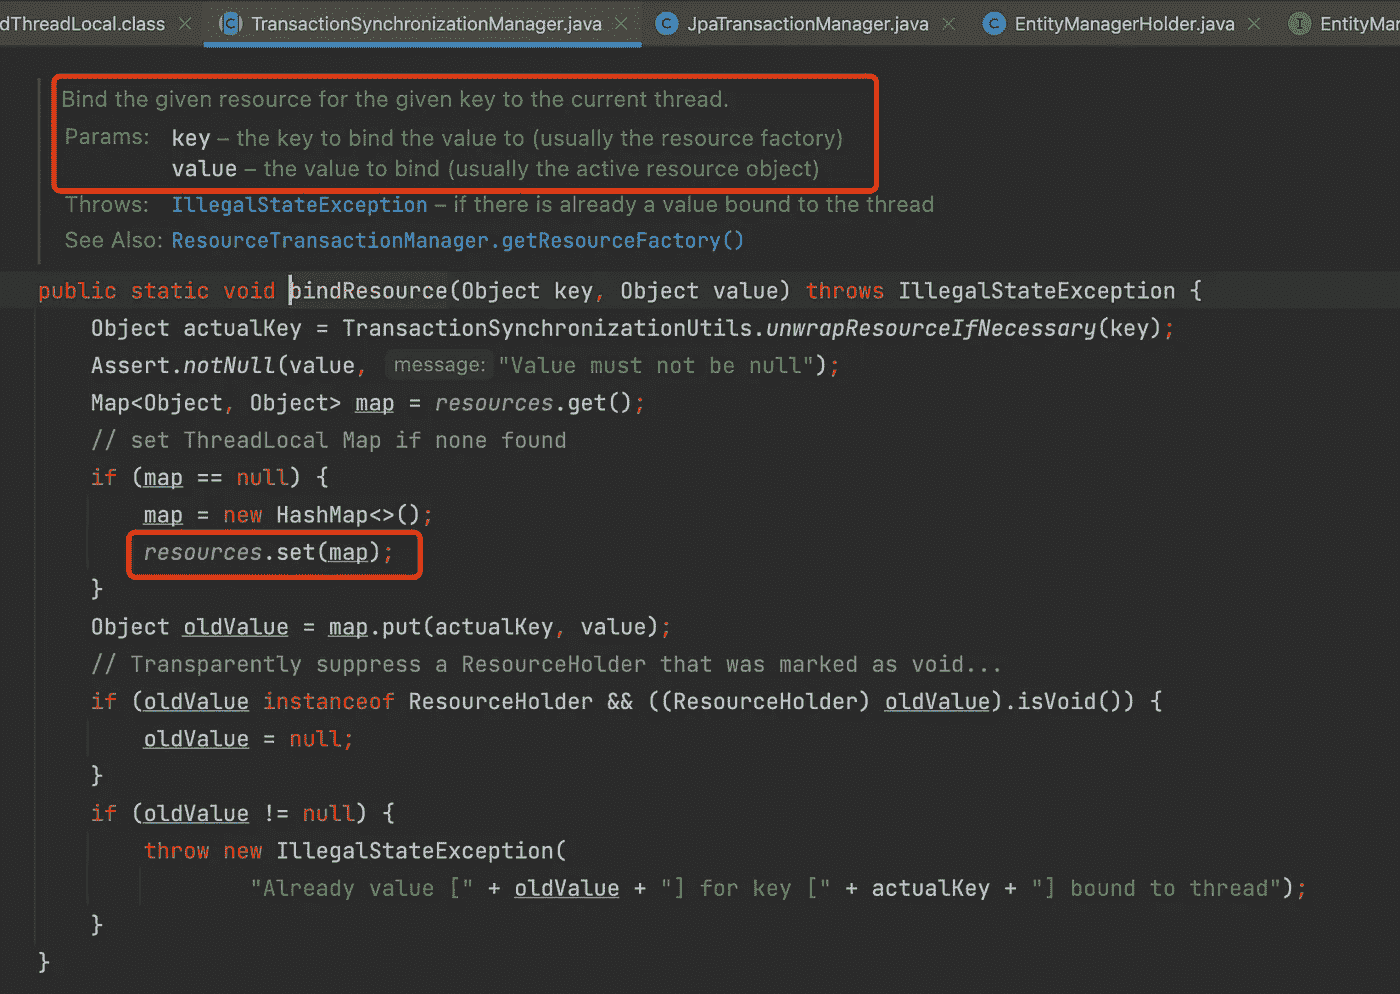 dThreadLocal.class TransactionSynchronizationManager.java JpaTransactionManager.java EntityManagerHolder.java EntityMar
Bind the given resource for the given key to the current thread.
Params: key – the key to bind the value to (usually the resource factory)
value – the value to bind (usually the active resource object)
Throws: IllegalStateException – if there is already a value bound to the thread
See Also: ResourceTransactionManager.getResourceFactory()
public static void bindResource(Object key, Object value) throws IllegalStateException {
Object actualKey = TransactionSynchronizationUtils.unwrapResourceIfNecessary(key);
Assert.notNull(value, message: "Value must not be null");
Map<Object, Object> map = resources.get();
// set ThreadLocal Map if none found
if (map == null) {
map = new HashMap<>();
resources.set(map);
}
Object oldValue = map.put(actualKey, value);
// Transparently suppress a ResourceHolder that was marked as void...
if (oldValue instanceof ResourceHolder && ((ResourceHolder) oldValue).isVoid()) {
oldValue = null;
}
if (oldValue != null) {
throw new IllegalStateException(
"Already value [" + oldValue + "] for key [" + actualKey + "] bound to thread");
}
}